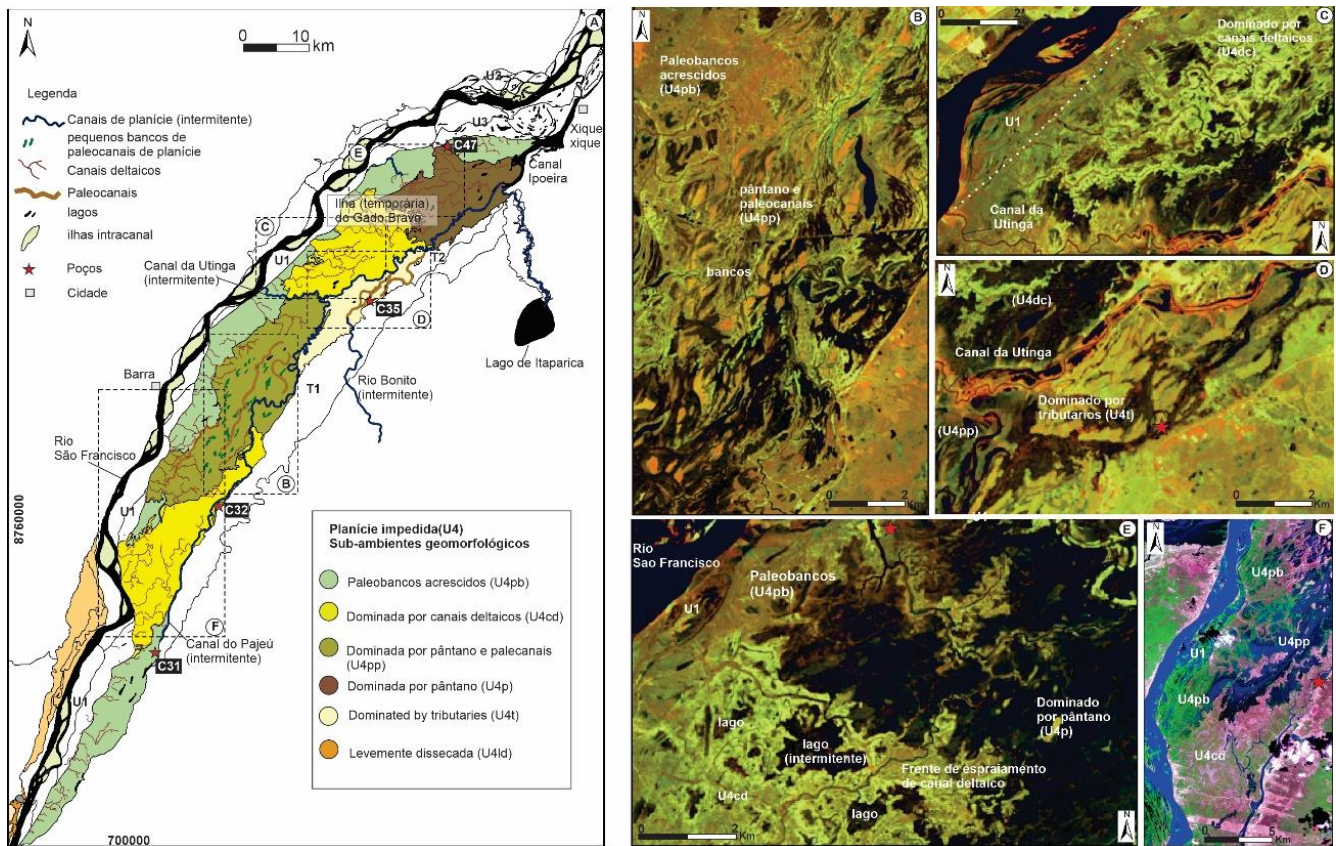 A
N
0 10
km
Legenda
Canais de planície (intermitente)
pequenos bancos de
paleocanais de planície
Canais deltaicos
Paleocanais
lagos
ilhas intracanal
Poços
Cidade
U2
U3
Xique
xique
C47
E
Canal
Ipoeira
Ilha (temporária)
do Gado Bravo
C
U1
Canal da Utinga
(intermitente)
T2
C35
D
Lago de Itaparica
Barra
T1
Rio Bonito
(intermitente)
Rio
São Francisco
B
U1
C32
8760000
F
Canal do Pajeú
(intermitente)
C31
U1
700000
Planície impedida(U4)
Sub-ambientes geomorfológicos
Paleobancos acrescidos (U4pb)
Dominada por canais deltaicos (U4cd)
Dominada por pântano e palecanais
(U4pp)
Dominada por pântano (U4p)
Dominated by tributaries (U4t)
Levemente dissecada (U4ld)
N
B
Paleobancos
acrescidos
(U4pb)
pântano e
paleocanais
(U4pp)
bancos
0 2
Km
0 2
Km
C
Dominado por
canais deltaicos
(U4dc)
U1
Canal da
Utinga
N
N
D
(U4dc)
Canal da Utinga
Dominado por
tributarios (U4t)
(U4pp)
0 2
Km
U1
E
Rio
Sao Francisco
Paleobancos
(U4pb)
U1
lago
lago
(intermitente)
Dominado
por pântano
(U4p)
Frente de espraiamento
de canal deltaico
U4cd
lago
0 2
Km
N
N
F
U4pb
U4pp
U1
U4pb
U4cd
0 5
Km